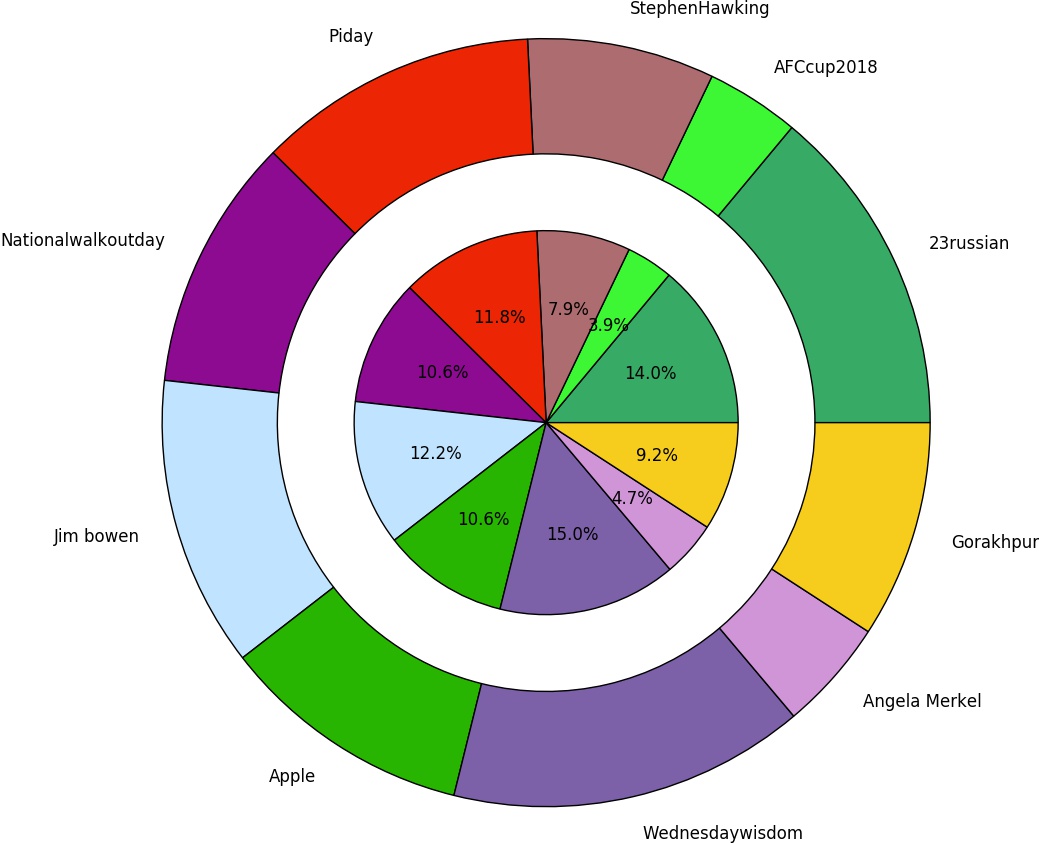 StephenHawking
Piday
AFCcup2018
Nationalwalkoutday
23russian
7.9%
11.8%
3.9%
10.6%
14.0%
12.2%
9.2%
4.7%
10.6%
15.0%
Jim bowen
Gorakhpur
Angela Merkel
Apple
Wednesdaywisdom